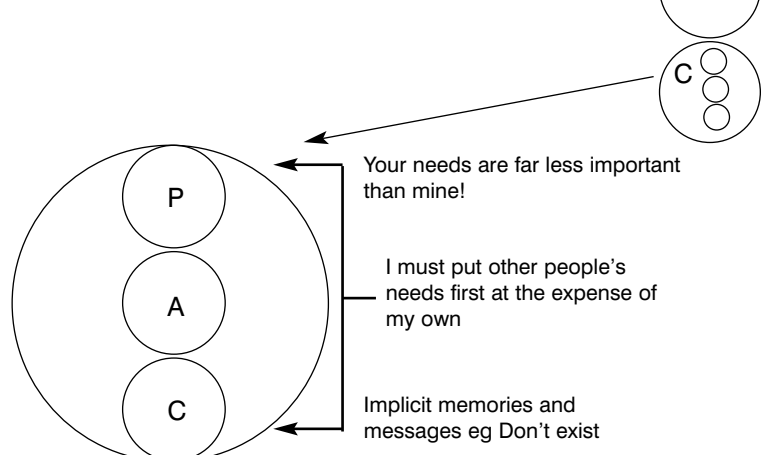 C
Your needs are far less important
than mine!
P
I must put other people's
needs first at the expense of
my own
A
Implicit memories and
messages eg Don't exist
C